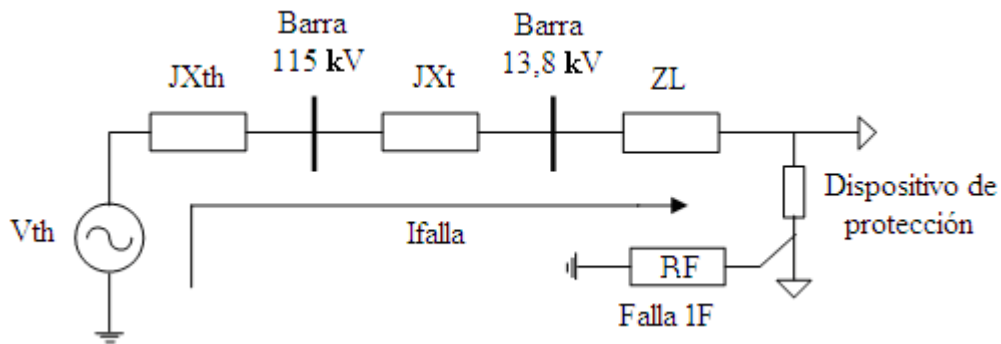 JXth
Barra
115 kV
JXt
Barra
13,8 kV
ZL
Vth
Ifalla
Dispositivo de
protección
RF
Falla 1F